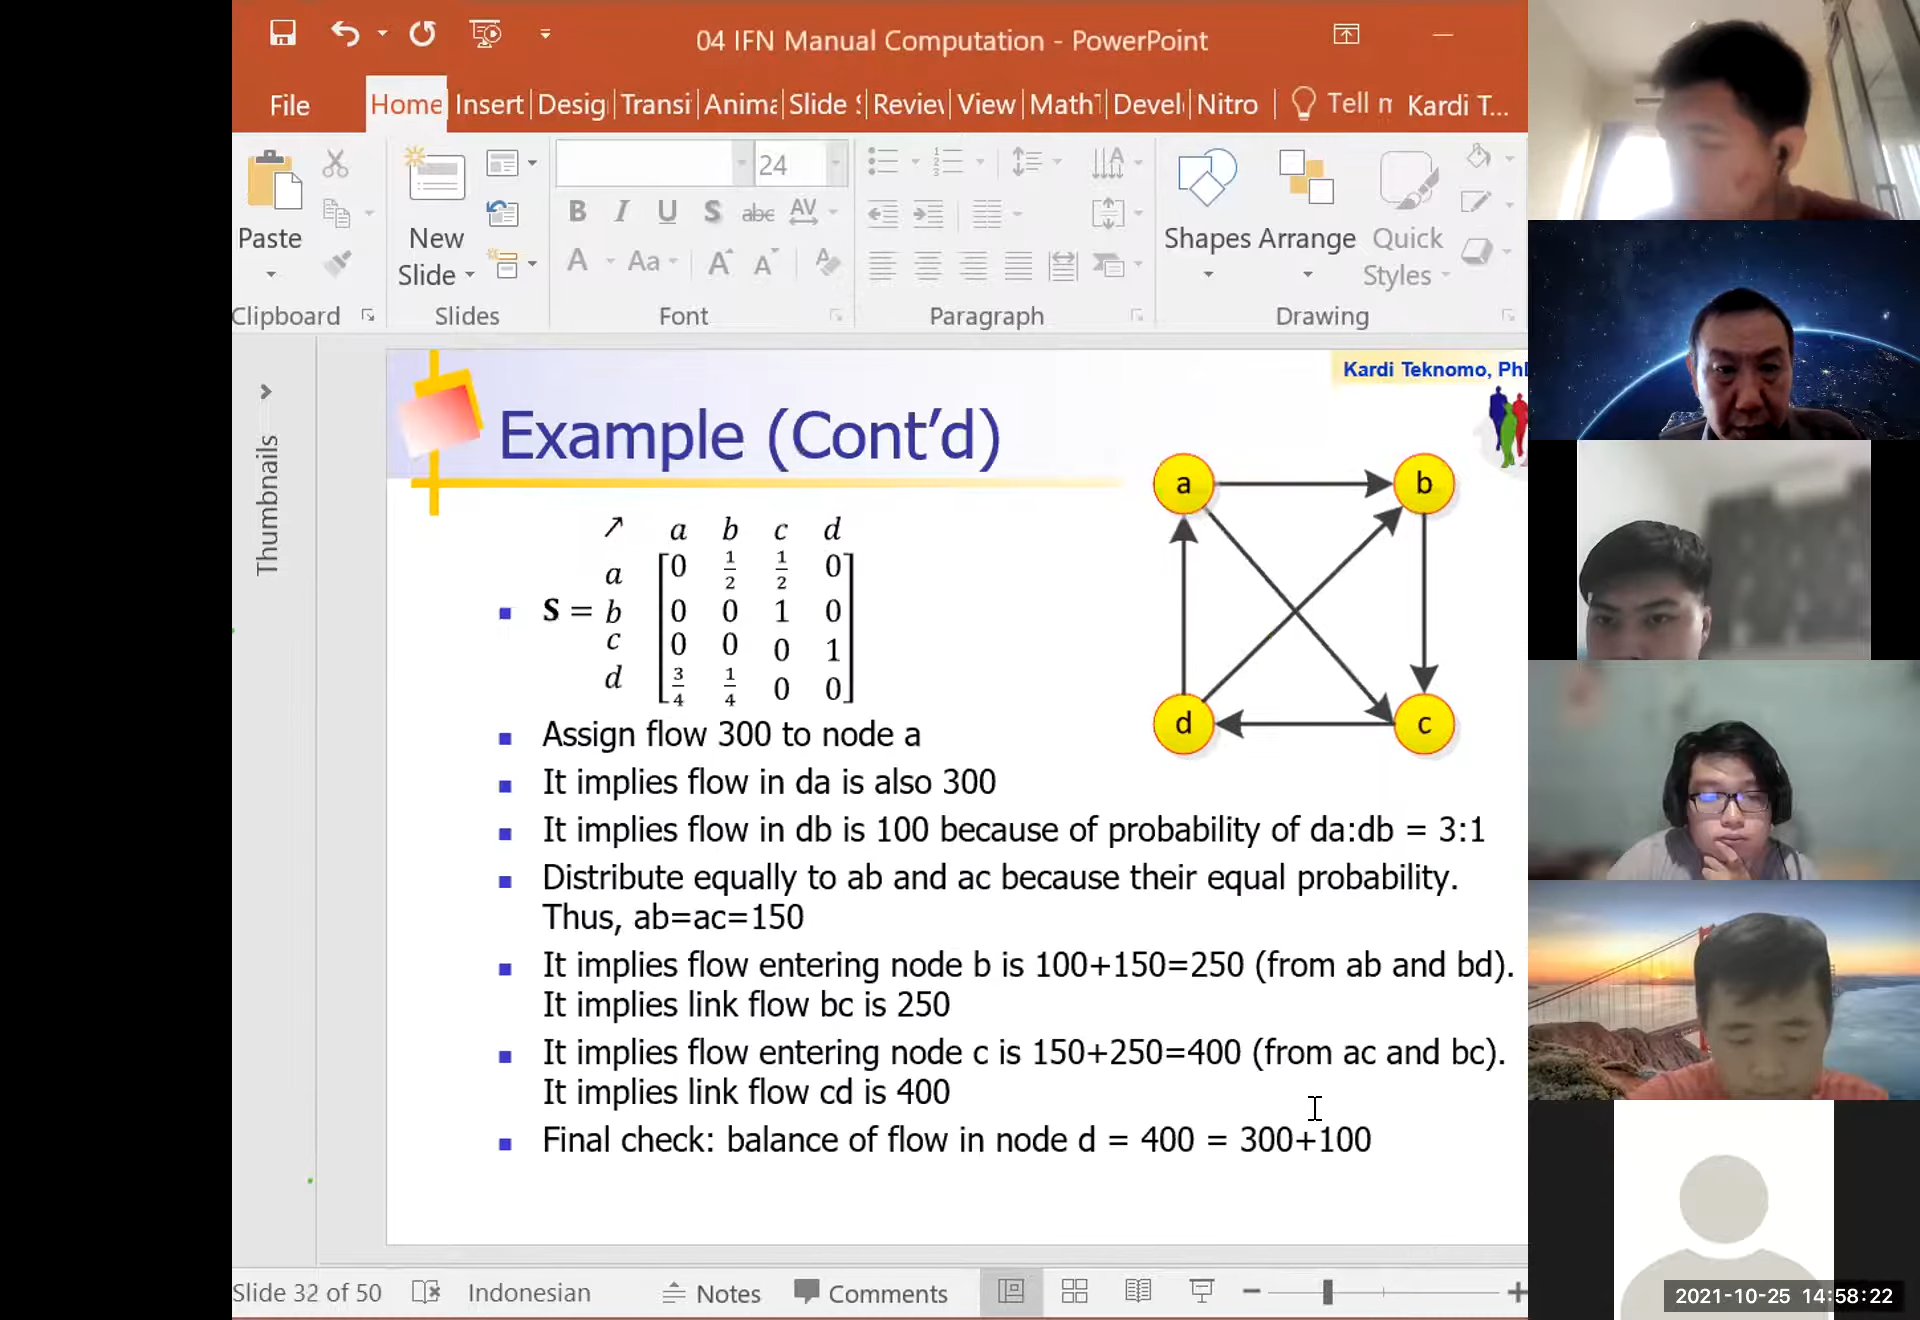 04 IFN Manual Computation - PowerPoint
File Home Insert Desig Transi Anima Slide S Review View MathT Devel Nitro Tell m Kardi T...
24
Paste
New
Slide
B I U S abc AV
A Aa A A
Shapes Arrange Quick
Styles
Clipboard Slides Font Paragraph Drawing
Thumbnails
Kardi Teknomo, Ph
Example (Cont'd)
↗ a b c d
a 0 1/2 1/2 0
S = b 0 0 1 0
c 0 0 0 1
d 3/4 1/4 0 0
a b
d c
Assign flow 300 to node a
It implies flow in da is also 300
It implies flow in db is 100 because of probability of da:db = 3:1
Distribute equally to ab and ac because their equal probability.
Thus, ab=ac=150
It implies flow entering node b is 100+150=250 (from ab and bd).
It implies link flow bc is 250
It implies flow entering node c is 150+250=400 (from ac and bc).
It implies link flow cd is 400
Final check: balance of flow in node d = 400 = 300+100
Slide 32 of 50 Indonesian Notes Comments
2021-10-25 14:58:22